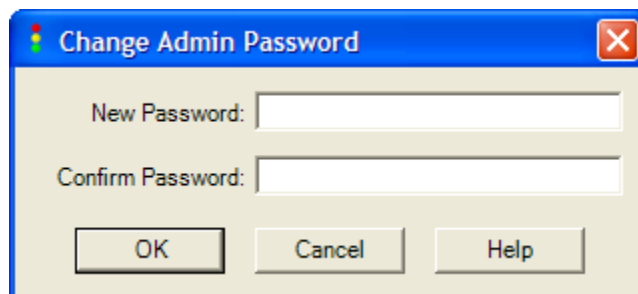 Change Admin Password
New Password:
Confirm Password:
OK Cancel Help